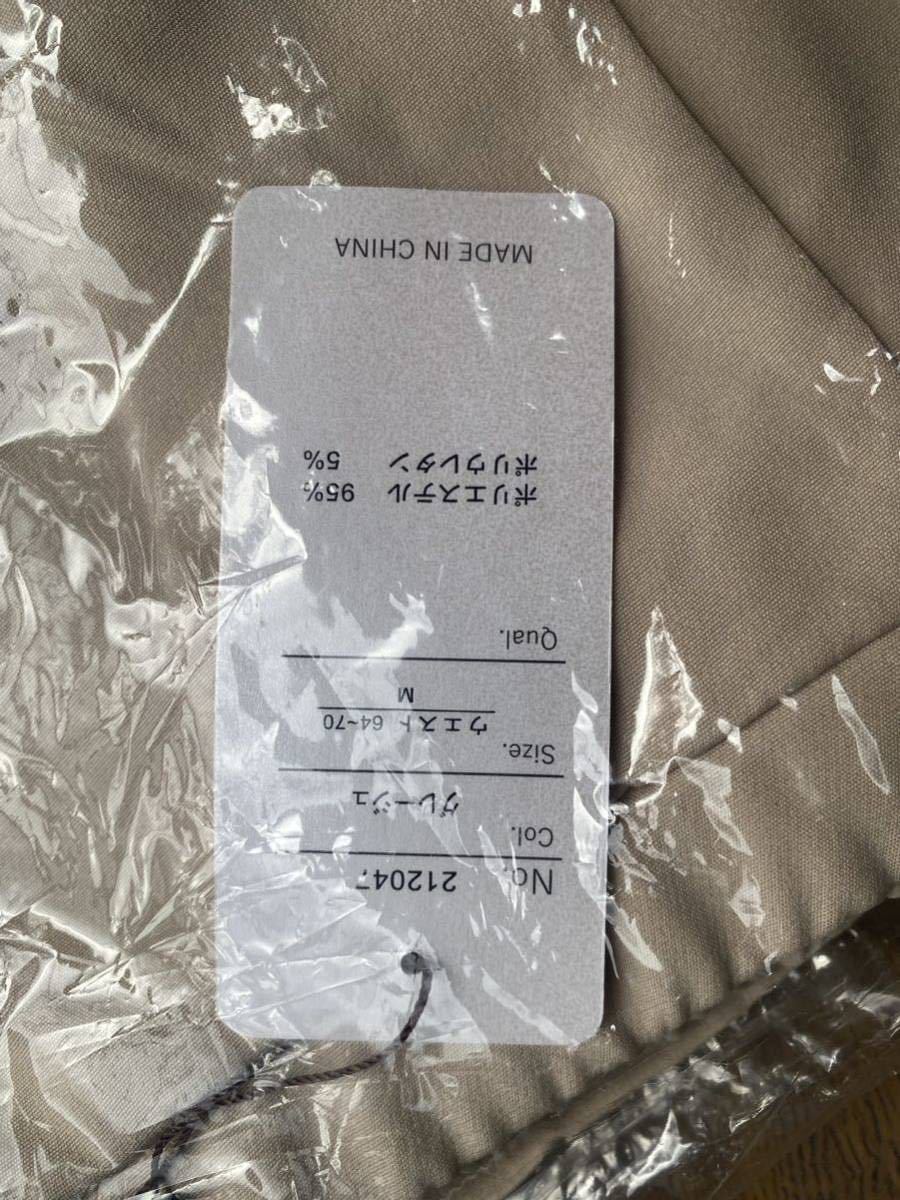 No. 212047
Col.
グレージュ
Size.
ウエスト 64~70
M
Qual.
ポリエステル 95%
ポリウレタン 5%
MADE IN CHINA